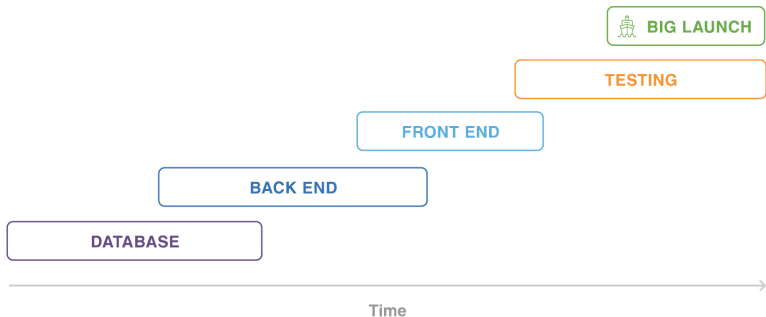 BIG LAUNCH
TESTING
FRONT END
BACK END
DATABASE
Time